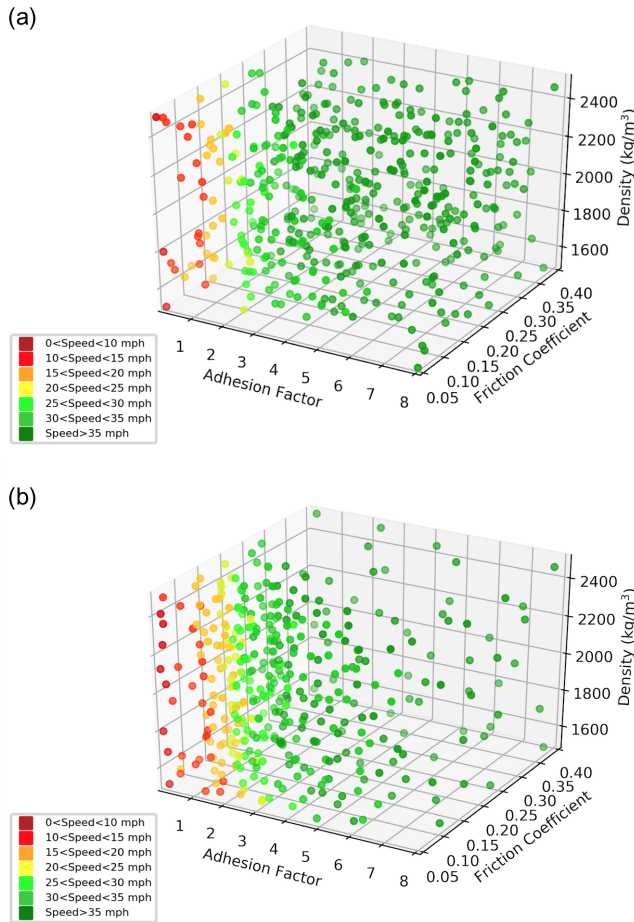 (a)
2400
2200
2000
1800
1600
Density (kg/m³)
0.40
0.35
0.30
0.25
0.20
0.15
0.10
0.05
Friction Coefficient
1
2
3
4
5
6
7
8
Adhesion Factor
0<Speed<10 mph
10<Speed<15 mph
15<Speed<20 mph
20<Speed<25 mph
25<Speed<30 mph
30<Speed<35 mph
Speed>35 mph
(b)
2400
2200
2000
1800
1600
Density (kg/m³)
0.40
0.35
0.30
0.25
0.20
0.15
0.10
0.05
Friction Coefficient
1
2
3
4
5
6
7
8
Adhesion Factor
0<Speed<10 mph
10<Speed<15 mph
15<Speed<20 mph
20<Speed<25 mph
25<Speed<30 mph
30<Speed<35 mph
Speed>35 mph